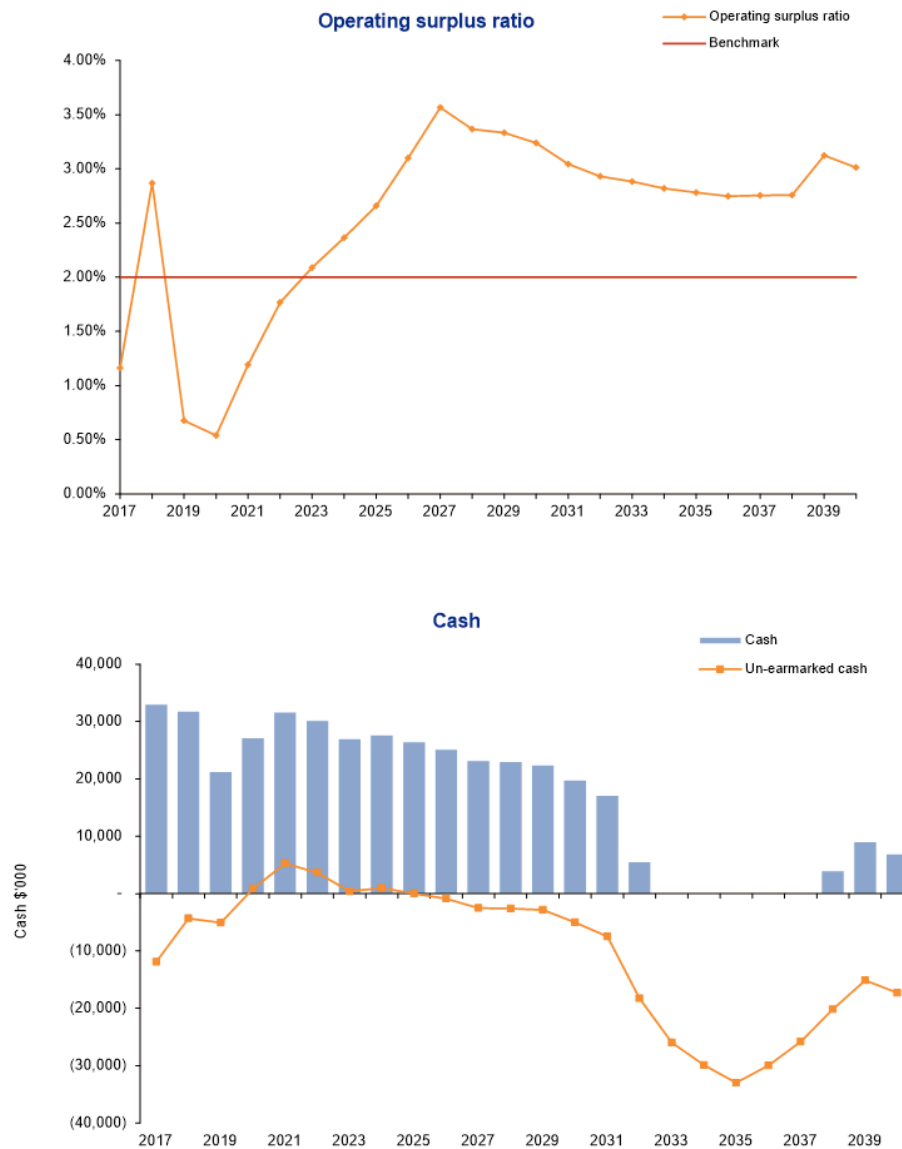 Operating surplus ratio
Operating surplus ratio
Benchmark
4.00%
3.50%
3.00%
2.50%
2.00%
1.50%
1.00%
0.50%
0.00%
2017 2019 2021 2023 2025 2027 2029 2031 2033 2035 2037 2039
Cash
Cash
Un-earmarked cash
40,000
30,000
20,000
10,000
-
(10,000)
(20,000)
(30,000)
(40,000)
Cash $'000
2017 2019 2021 2023 2025 2027 2029 2031 2033 2035 2037 2039